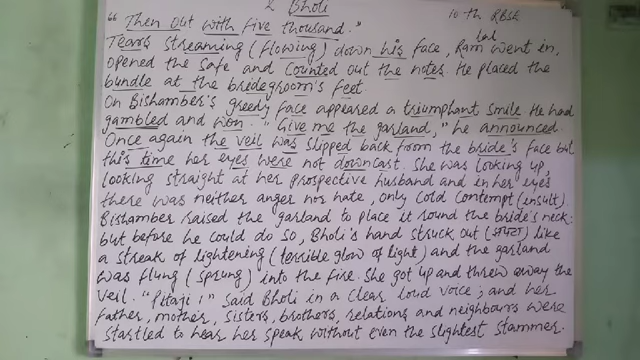 2 Bholi
10 th RBSE
"Then out with five thousand."
Tears Streaming (flowing) down his face, Ram Lal went in,
opened the safe and counted out the notes. He placed the
bundle at the bridegroom's feet.
On Bishamber's greedy face appeared a triumphant smile He had
gambled and won. "Give me the garland," he announced.
Once again the veil was slipped back from the bride's face but
this time her eyes were not downcast. She was looking up,
looking straight at her prospective husband and in her eyes
there was neither anger nor hate, only cold contempt (insult).
Bishamber raised the garland to place it round the bride's neck;
but before he could do so, Bholi's hand struck out () like
a streak of lightening (terrible glow of light) and the garland
was flung (sprung) into the fire. She got up and threw away the
veil. "Pitaji !" said Bholi in a clear loud voice; and her
father, mother, sisters, brothers, relations and neighbours were
startled to hear her speak without even the slightest stammer.